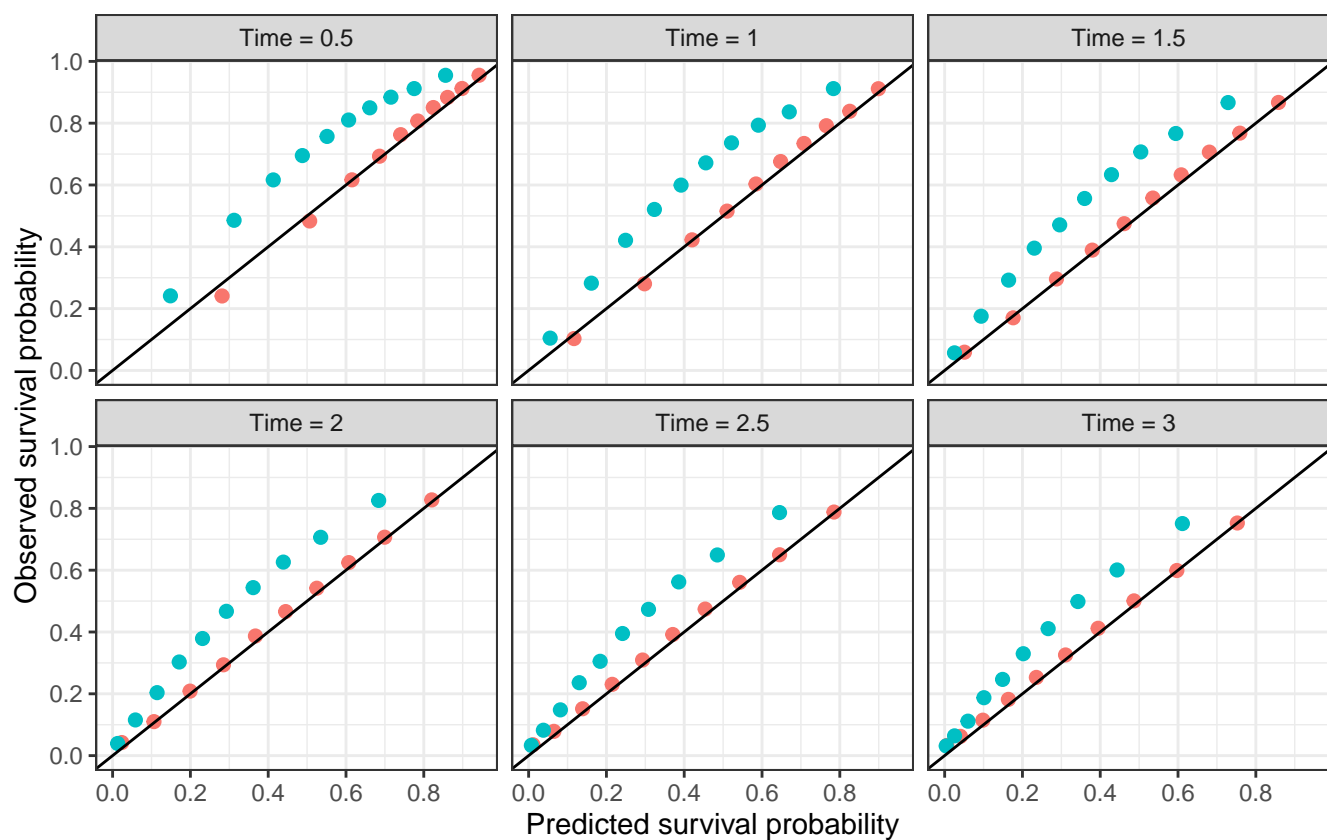 Time = 0.5
Time = 1
Time = 1.5
1.0
0.8
0.6
0.4
0.2
0.0
Time = 2
Time = 2.5
Time = 3
1.0
0.8
0.6
0.4
0.2
0.0
0.0 0.2 0.4 0.6 0.8
0.0 0.2 0.4 0.6 0.8
0.0 0.2 0.4 0.6 0.8
Observed survival probability
Predicted survival probability